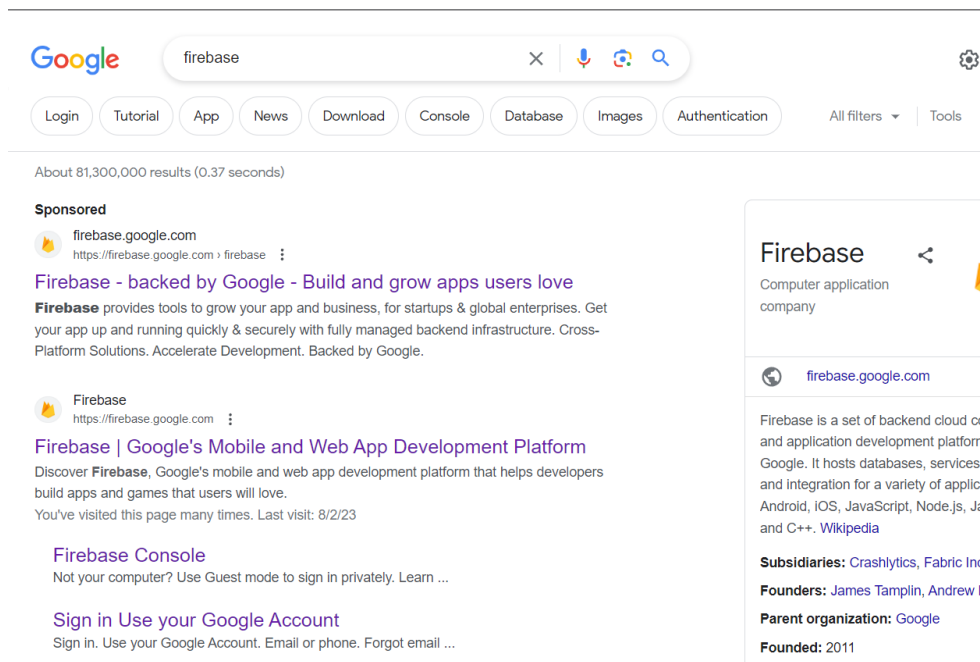 Google
firebase
Login
Tutorial
App
News
Download
Console
Database
Images
Authentication
All filters
Tools
About 81,300,000 results (0.37 seconds)
Sponsored
firebase.google.com
https://firebase.google.com › firebase
Firebase - backed by Google - Build and grow apps users love
Firebase provides tools to grow your app and business, for startups & global enterprises. Get
your app up and running quickly & securely with fully managed backend infrastructure. Cross-
Platform Solutions. Accelerate Development. Backed by Google.
Firebase
https://firebase.google.com
Firebase | Google's Mobile and Web App Development Platform
Discover Firebase, Google's mobile and web app development platform that helps developers
build apps and games that users will love.
You've visited this page many times. Last visit: 8/2/23
Firebase Console
Not your computer? Use Guest mode to sign in privately. Learn ...
Sign in Use your Google Account
Sign in. Use your Google Account. Email or phone. Forgot email ...
Firebase
Computer application
company
firebase.google.com
Firebase is a set of backend cloud
and application development
Google. It hosts databases, services
and integration for a variety of
Android, iOS, JavaScript, Node.js,
and C++. Wikipedia
Subsidiaries: Crashlytics, Fabric
Founders: James Tamplin, Andrew
Parent organization: Google
Founded: 2011